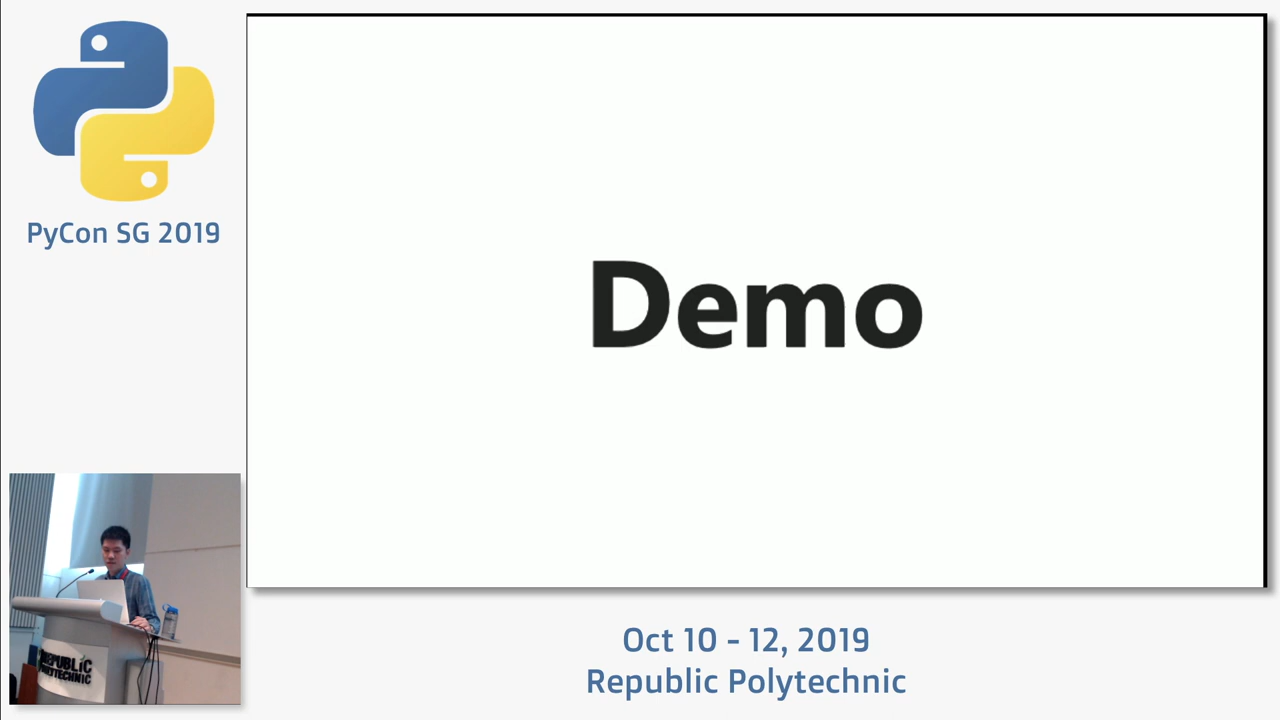 PyCon SG 2019
Demo
REPUBLIC
POLYTECHNIC
Oct 10 - 12, 2019
Republic Polytechnic